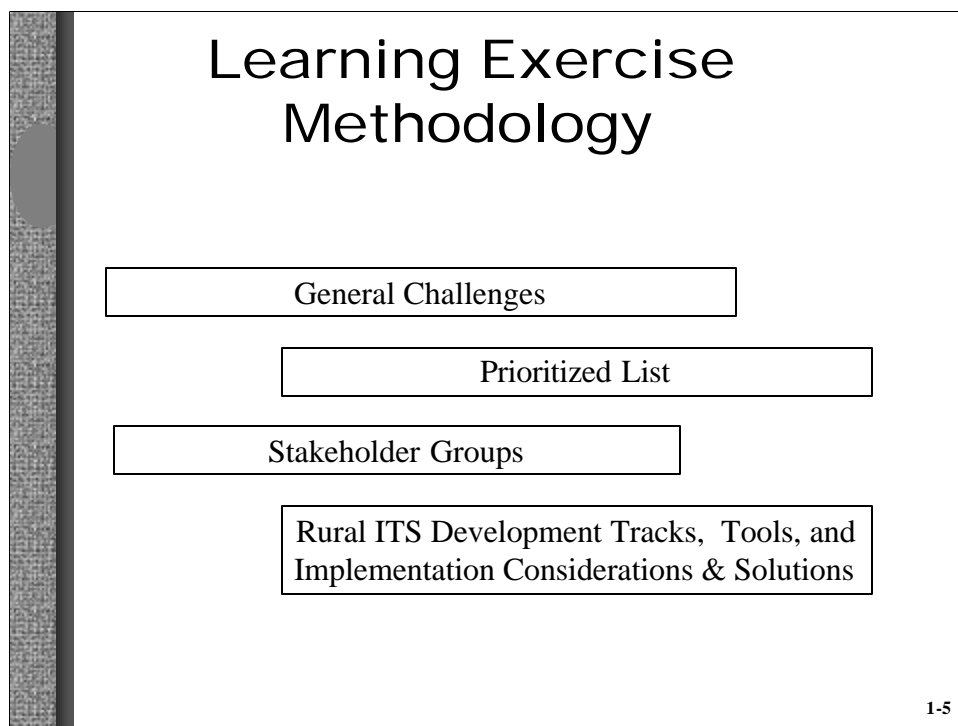 Learning Exercise
Methodology
General Challenges
Prioritized List
Stakeholder Groups
Rural ITS Development Tracks, Tools, and
Implementation Considerations & Solutions
1-5